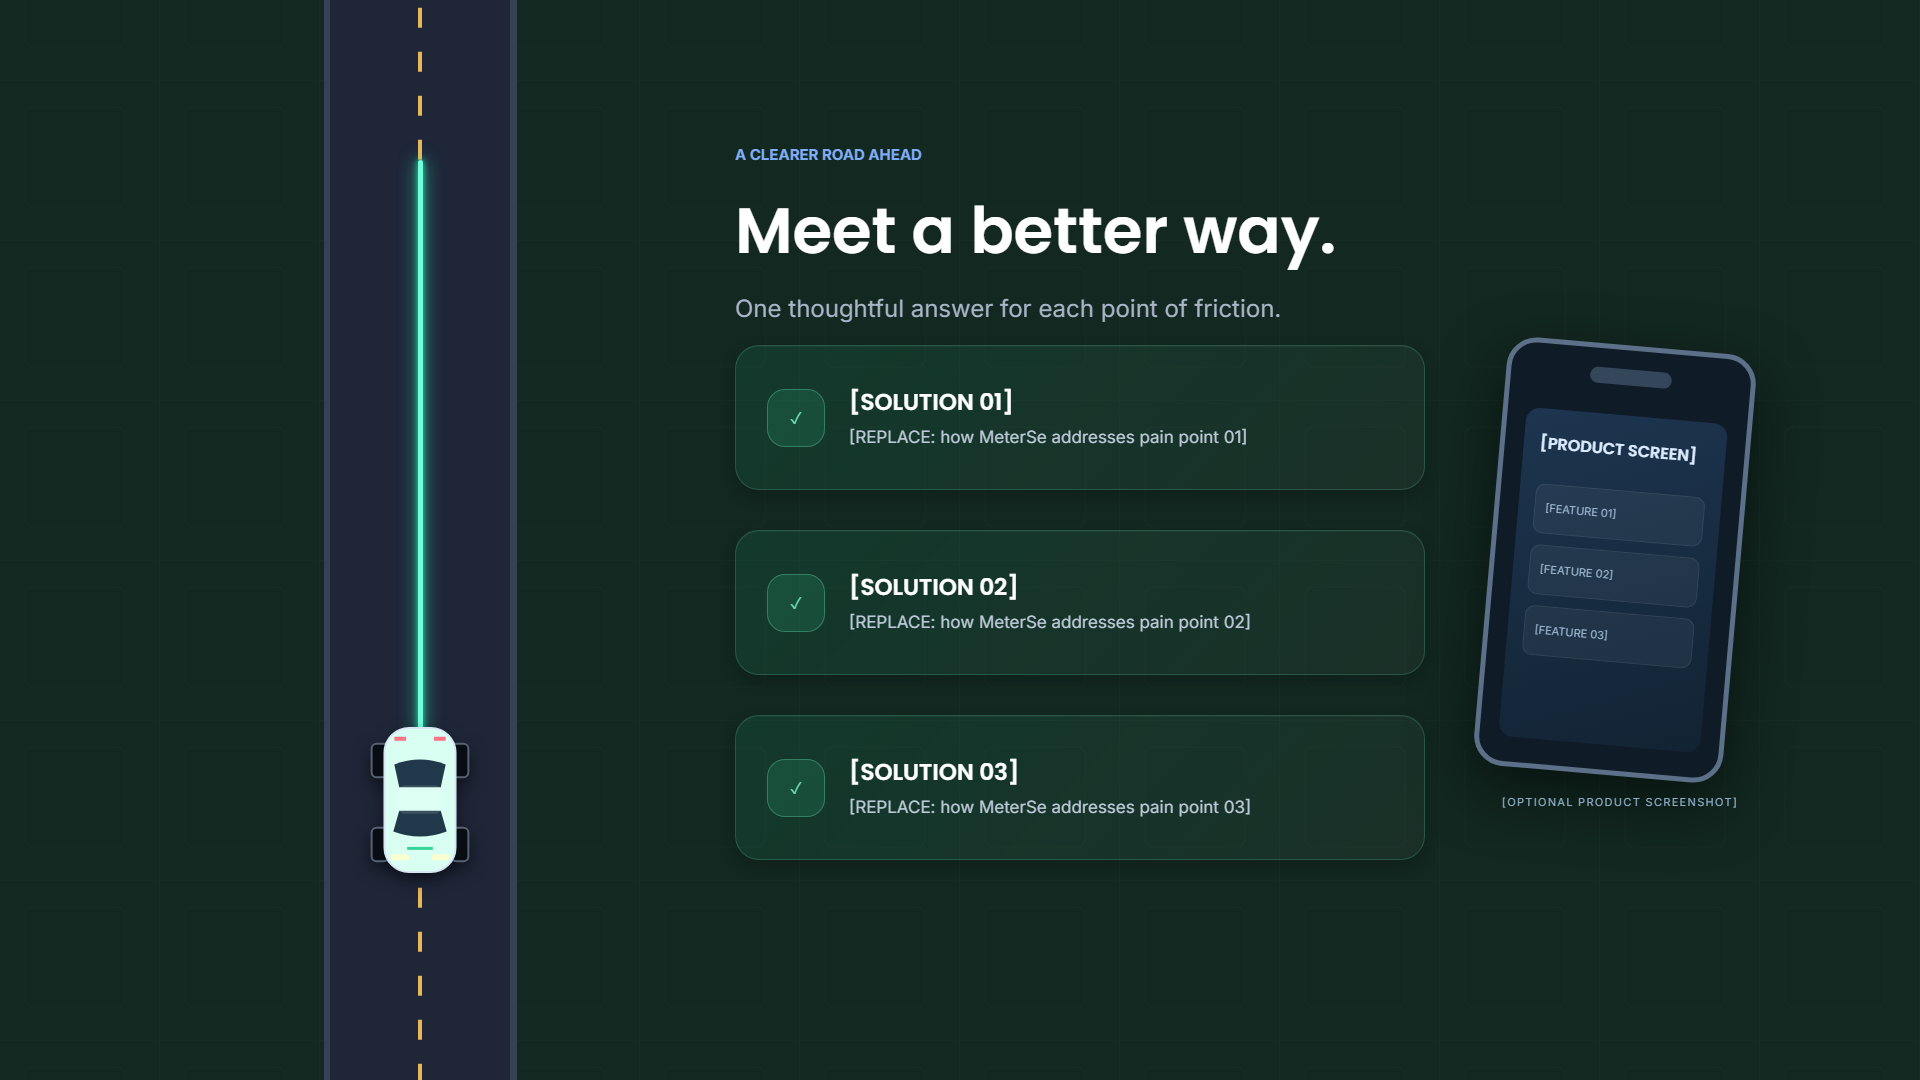 A CLEARER ROAD AHEAD
Meet a better way.
One thoughtful answer for each point of friction.
✓
[SOLUTION 01]
[REPLACE: how MeterSe addresses pain point 01]
✓
[SOLUTION 02]
[REPLACE: how MeterSe addresses pain point 02]
✓
[SOLUTION 03]
[REPLACE: how MeterSe addresses pain point 03]
[PRODUCT SCREEN]
[FEATURE 01]
[FEATURE 02]
[FEATURE 03]
[OPTIONAL PRODUCT SCREENSHOT]